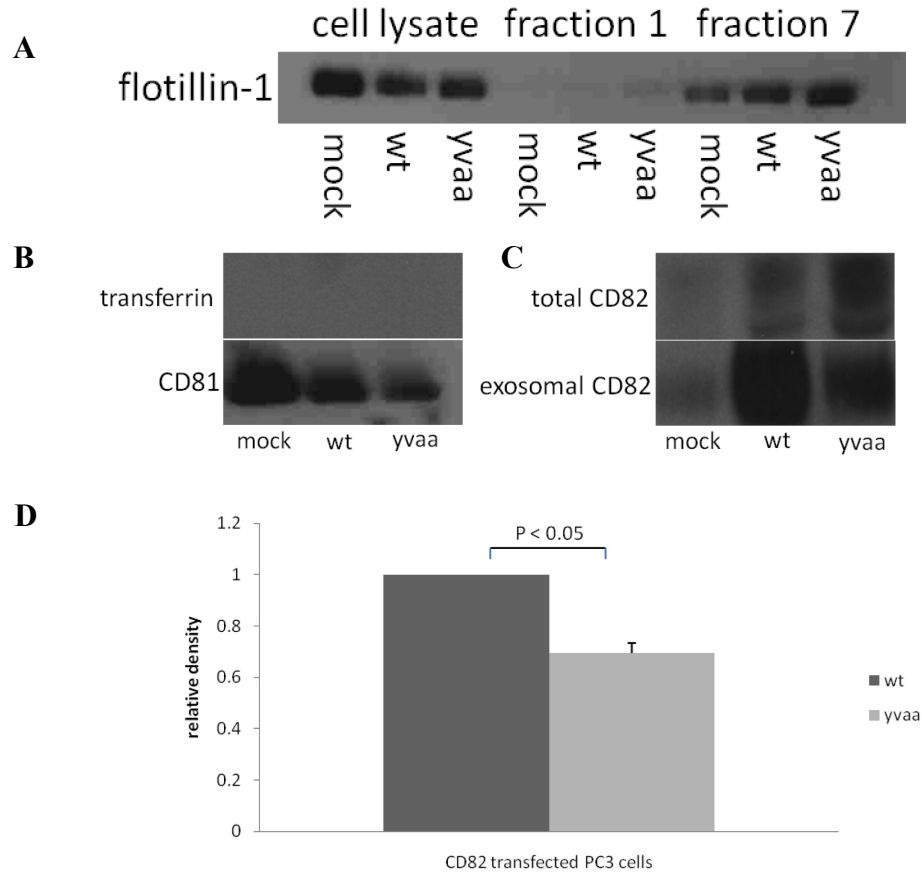 A
cell lysate fraction 1 fraction 7
flotillin-1
mock wt yvaa mock wt yvaa mock wt yvaa
B
transferrin
CD81
mock wt yvaa
C
total CD82
exosomal CD82
mock wt yvaa
D
1.2
1
0.8
0.6
0.4
0.2
0
relative density
P < 0.05
wt
yvaa
CD82 transfected PC3 cells